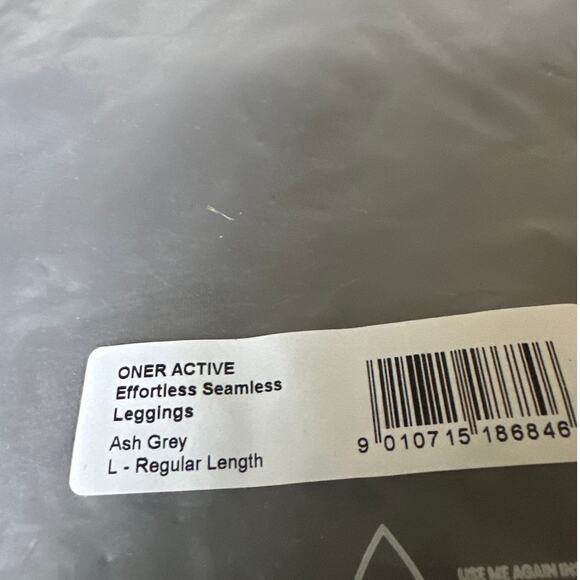 ONER ACTIVE
Effortless Seamless
Leggings
Ash Grey
L - Regular Length
9 010715 186846
USE ME AGAIN